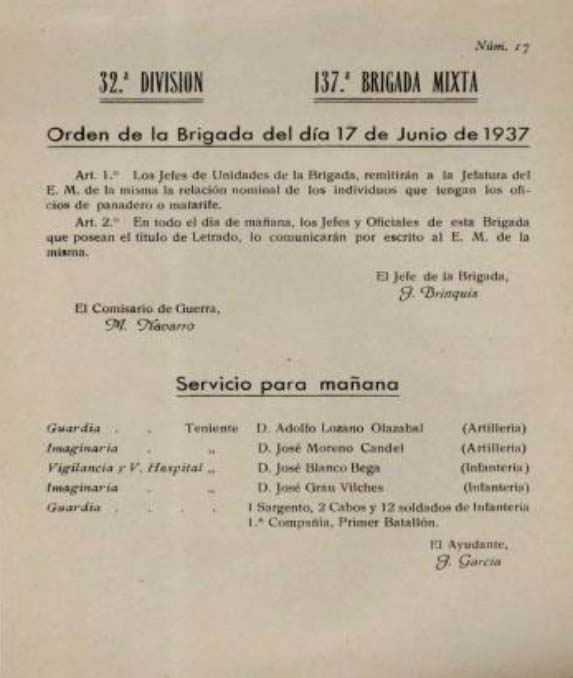 Núm. 17
32.ª DIVISION 137.ª BRIGADA MIXTA
Orden de la Brigada del día 17 de Junio de 1937
Art. 1.º Los Jefes de Unidades de la Brigada, remitirán a la Jefatura del
E. M. de la misma la relación nominal de los individuos que tengan los ofi-
cios de panadero o matarife.
Art. 2.º En todo el día de mañana, los Jefes y Oficiales de esta Brigada
que posean el título de Letrado, lo comunicarán por escrito al E. M. de la
misma.
El Jefe de la Brigada,
J. Brinquis
El Comisario de Guerra,
M. Navarro
Servicio para mañana
Guardia . . Teniente D. Adolfo Lozano Olazabal (Artillería)
Imaginaria . „ D. José Moreno Candel (Artillería)
Vigilancia y V. Hospital „ D. José Blanco Bega (Infantería)
Imaginaria . „ D. José Grau Vilches (Infantería)
Guardia . . . . 1 Sargento, 2 Cabos y 12 soldados de Infantería
1.ª Compañía, Primer Batallón.
El Ayudante,
J. García